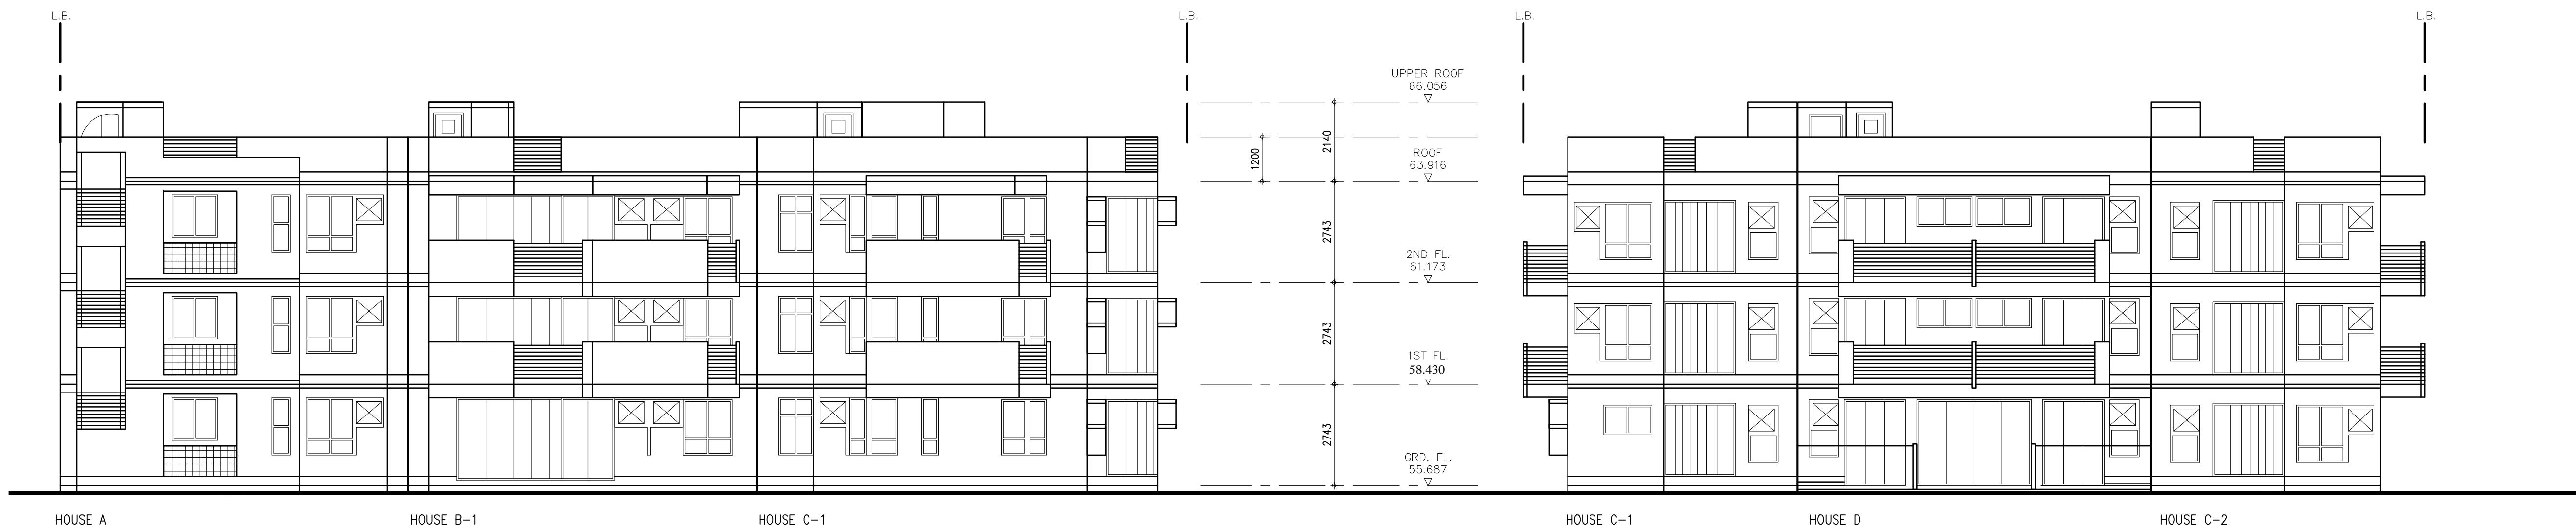 L.B.
L.B.
L.B.
L.B.
UPPER ROOF
66.056
2140
1200
ROOF
63.916
2743
2ND FL.
61.173
2743
1ST FL.
58.430
2743
GRD. FL.
55.687
HOUSE A
HOUSE B-1
HOUSE C-1
HOUSE C-1
HOUSE D
HOUSE C-2